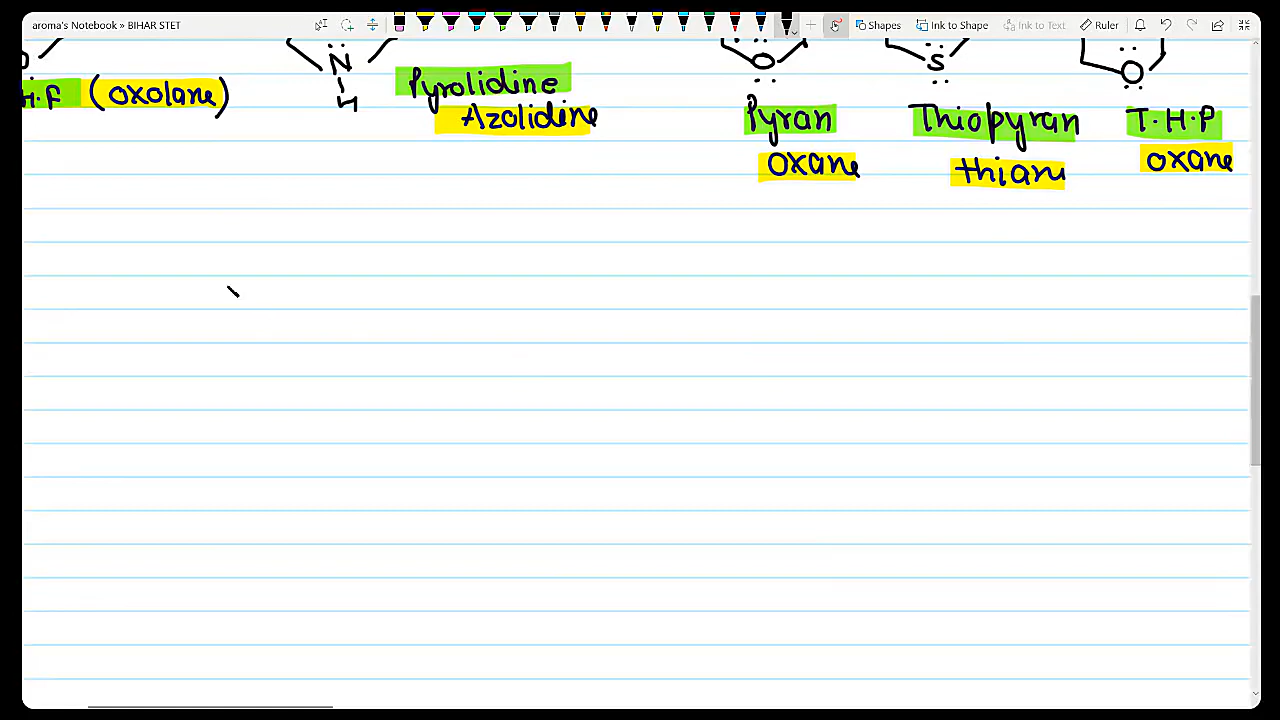 aroma's Notebook » BIHAR STET
Shapes
Ink to Shape
Ink to Text
Ruler
N
H
O
S
O
H.F (oxolane)
Pyrolidine
Azolidine
Pyran
oxane
Thiopyran
thiane
T.H.P
oxane